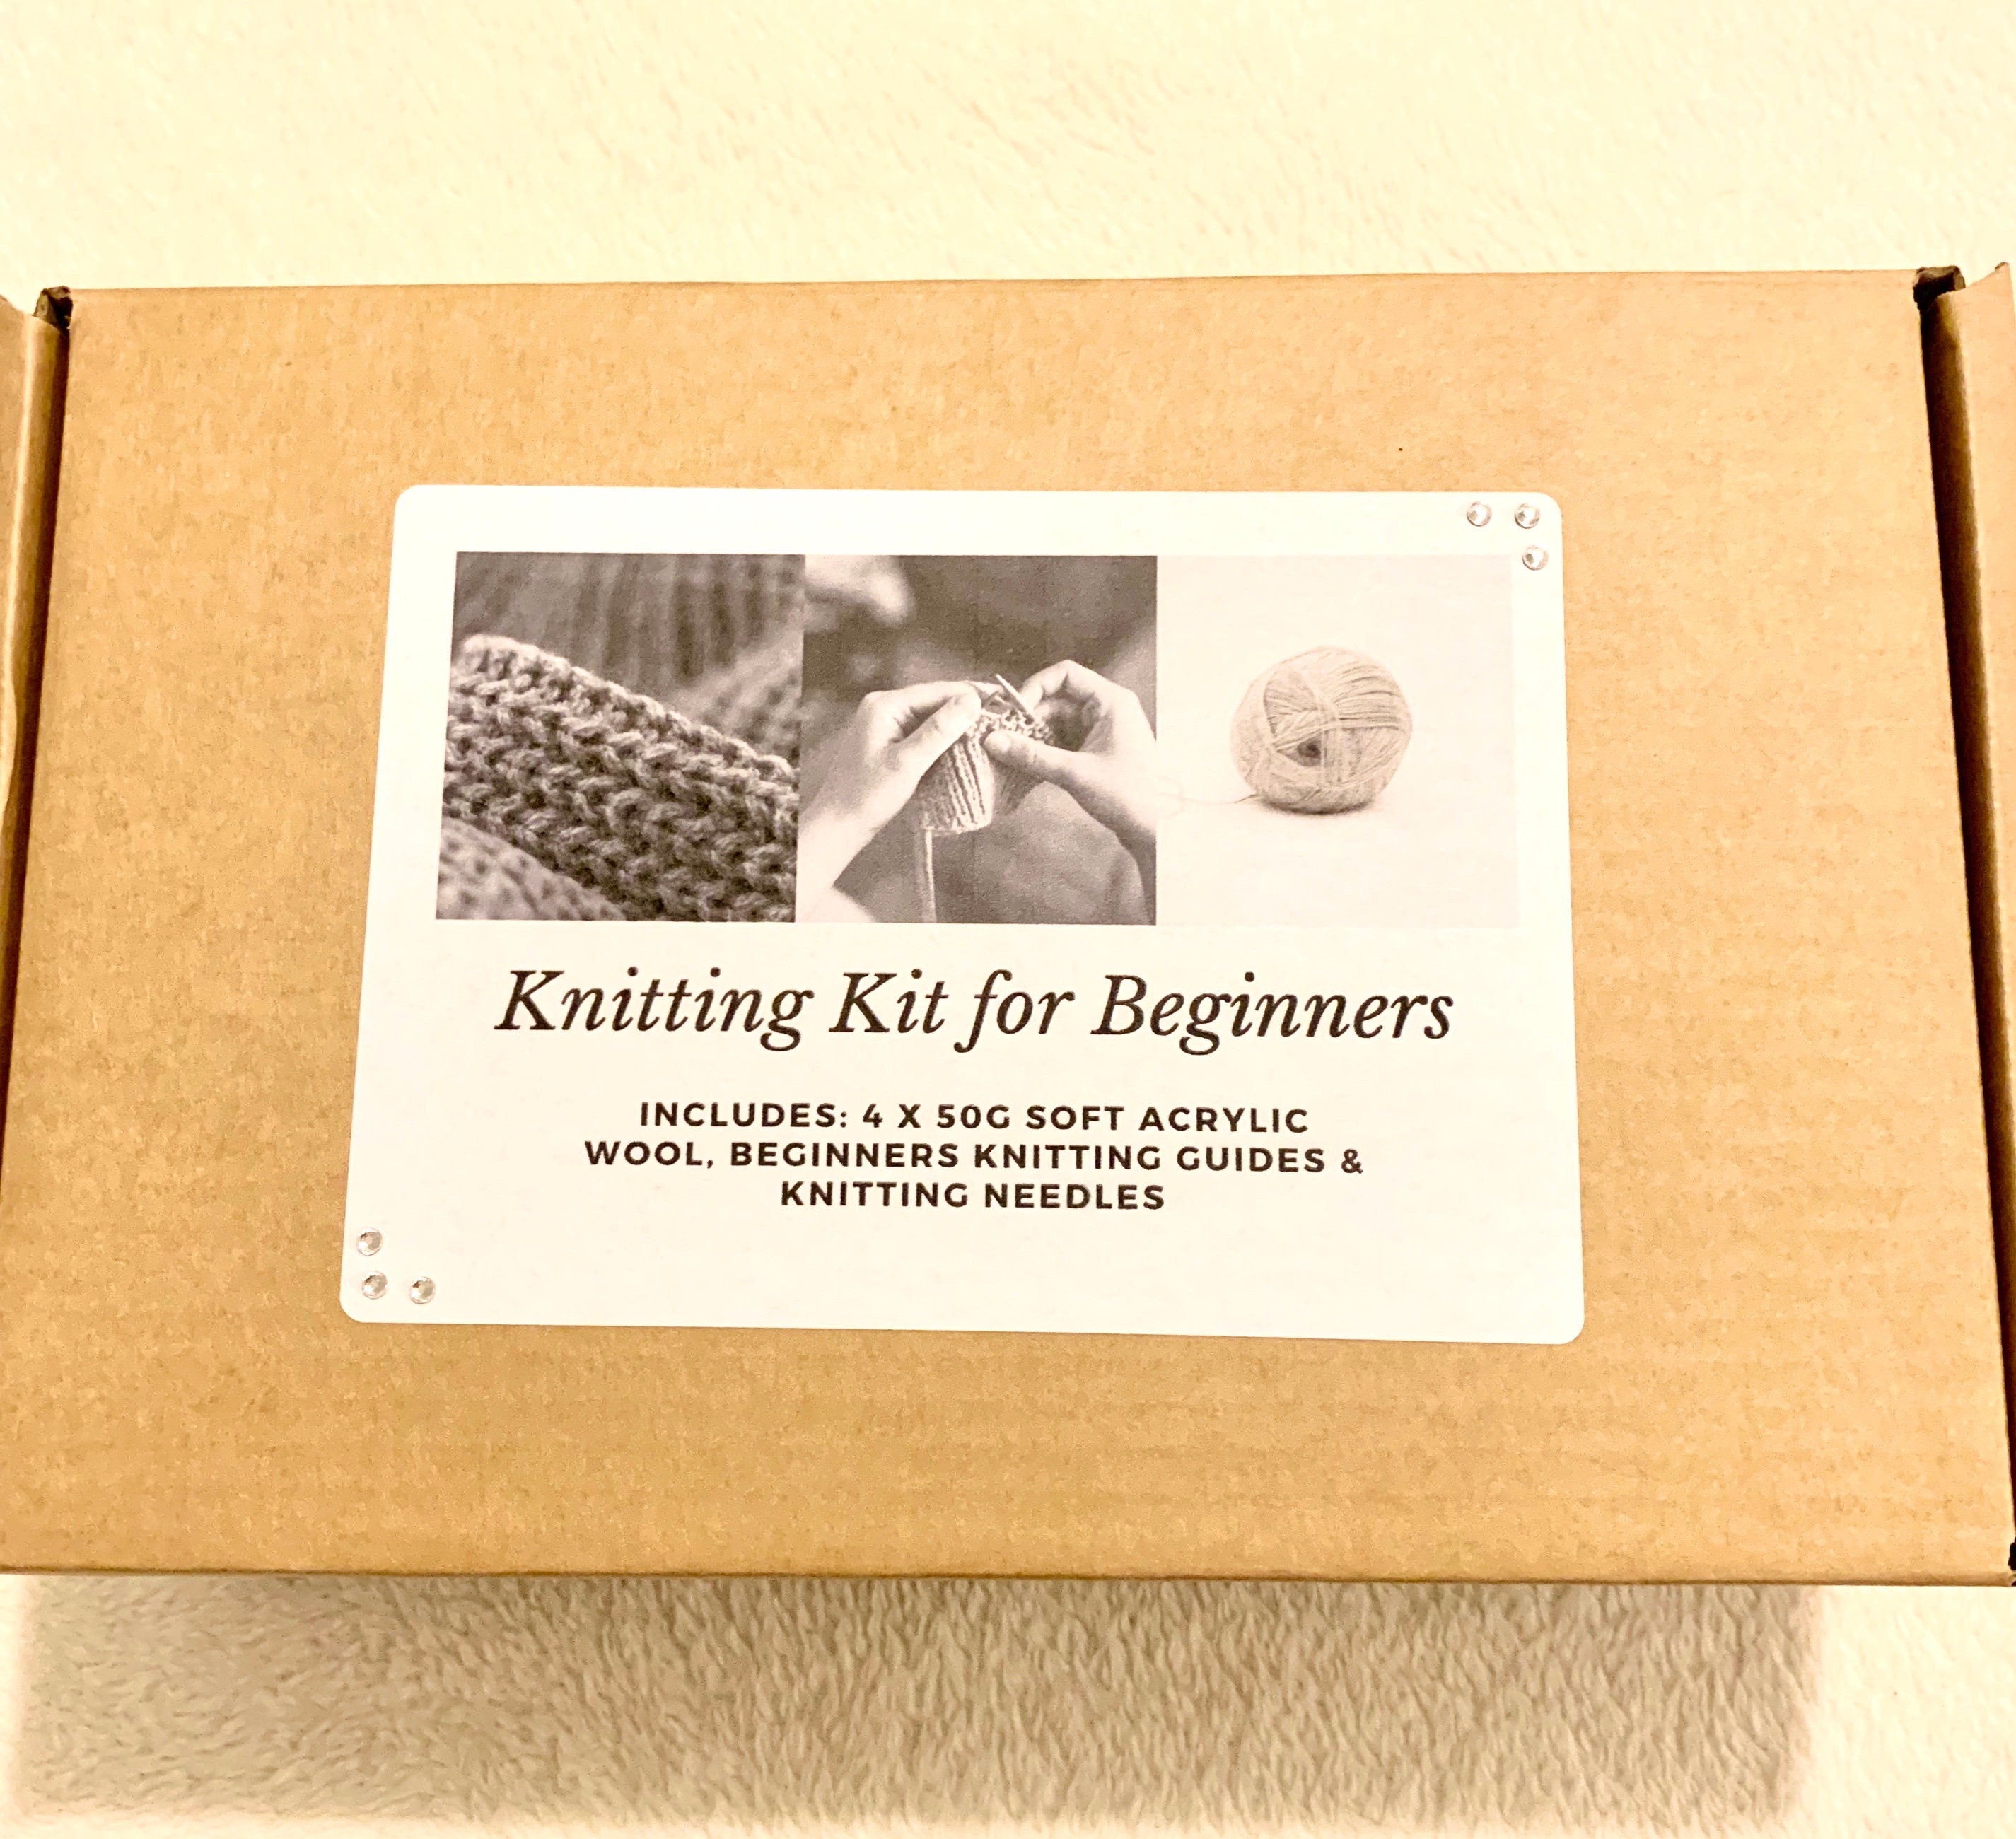 Knitting Kit for Beginners
INCLUDES: 4 X 50G SOFT ACRYLIC
WOOL, BEGINNERS KNITTING GUIDES &
KNITTING NEEDLES